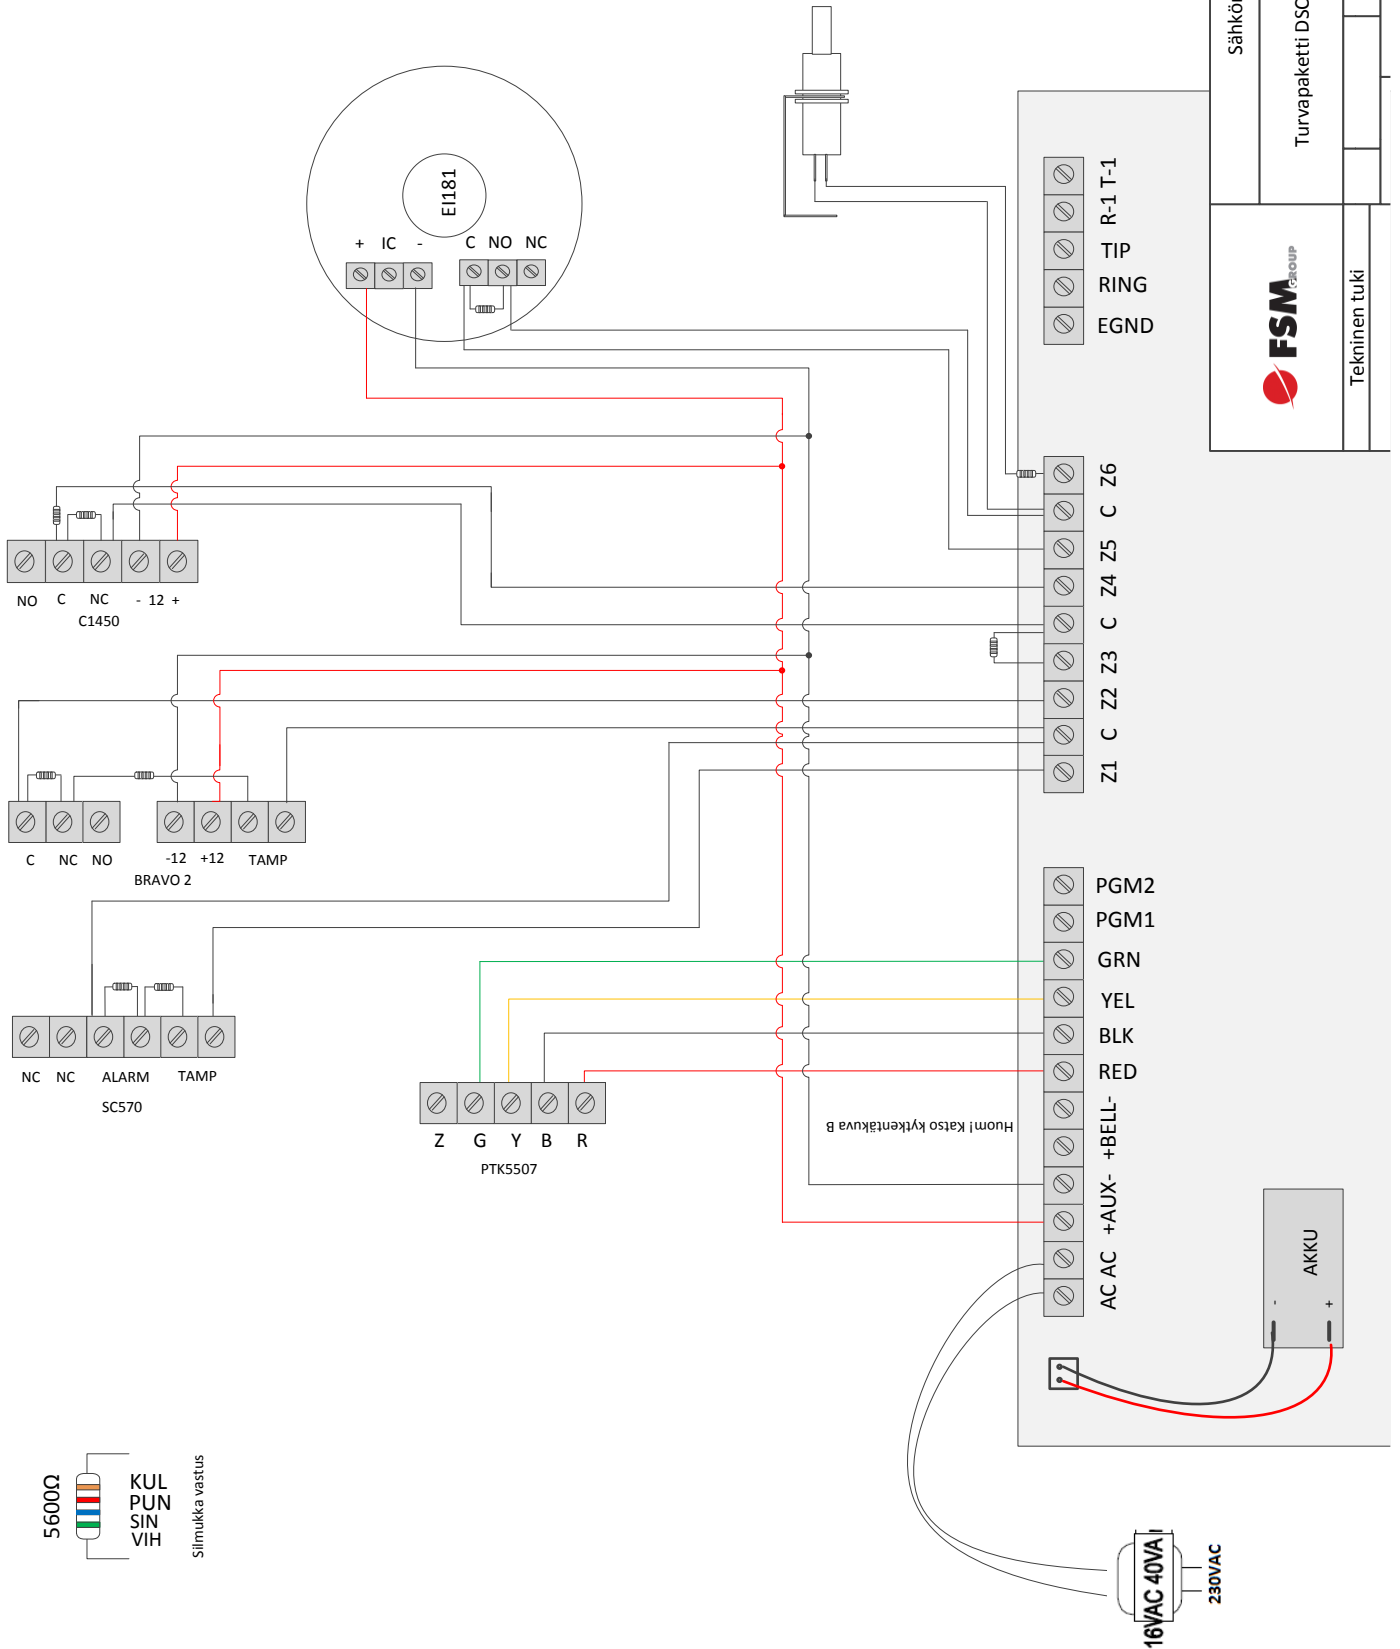 EI181
+ IC -
C NO NC
NO C NC - 12 +
C1450
C NC NO
-12 +12 TAMP
BRAVO 2
NC NC ALARM TAMP
SC570
Z G Y B R
PTK5507
R-1 T-1
TIP
RING
EGND
Z6
C
Z5
Z4
C
Z3
Z2
C
Z1
PGM2
PGM1
GRN
YEL
BLK
RED
+BELL-
+AUX-
AC AC
Huom! Katso kytkentäkuva B
AKKU
-
+
Turvapaketti DSC
FSM GROUP
Tekninen tuki
5600Ω
KUL
PUN
SIN
VIH
Silmukka vastus
16VAC 40VA
230VAC